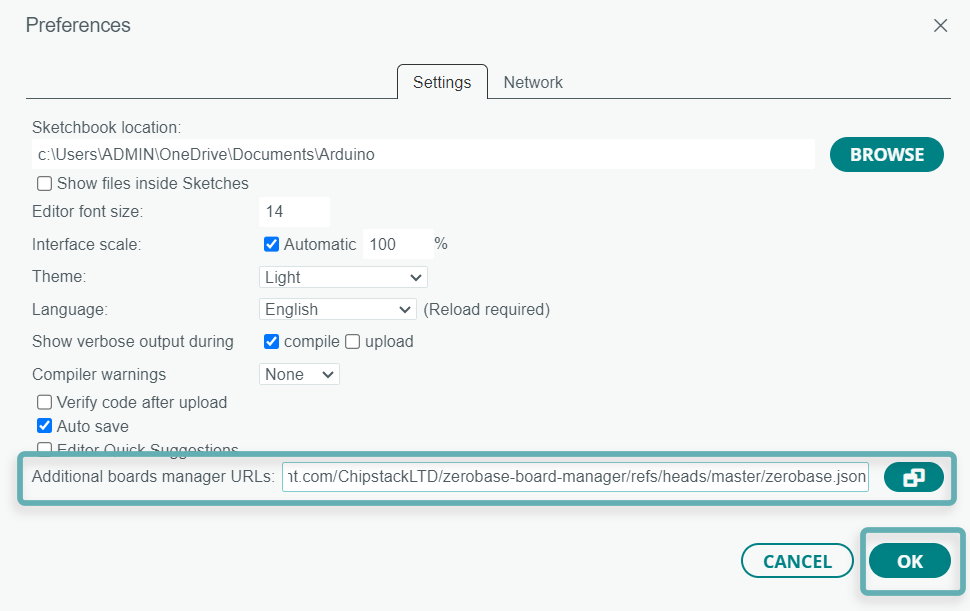 Preferences
Settings Network
Sketchbook location:
c:\Users\ADMIN\OneDrive\Documents\Arduino BROWSE
Show files inside Sketches
Editor font size: 14
Interface scale: Automatic 100 %
Theme: Light
Language: English (Reload required)
Show verbose output during compile upload
Compiler warnings None
Verify code after upload
Auto save
Editor Quick Suggestions
Additional boards manager URLs: nt.com/ChipstackLTD/zerobase-board-manager/refs/heads/master/zerobase.json
CANCEL OK